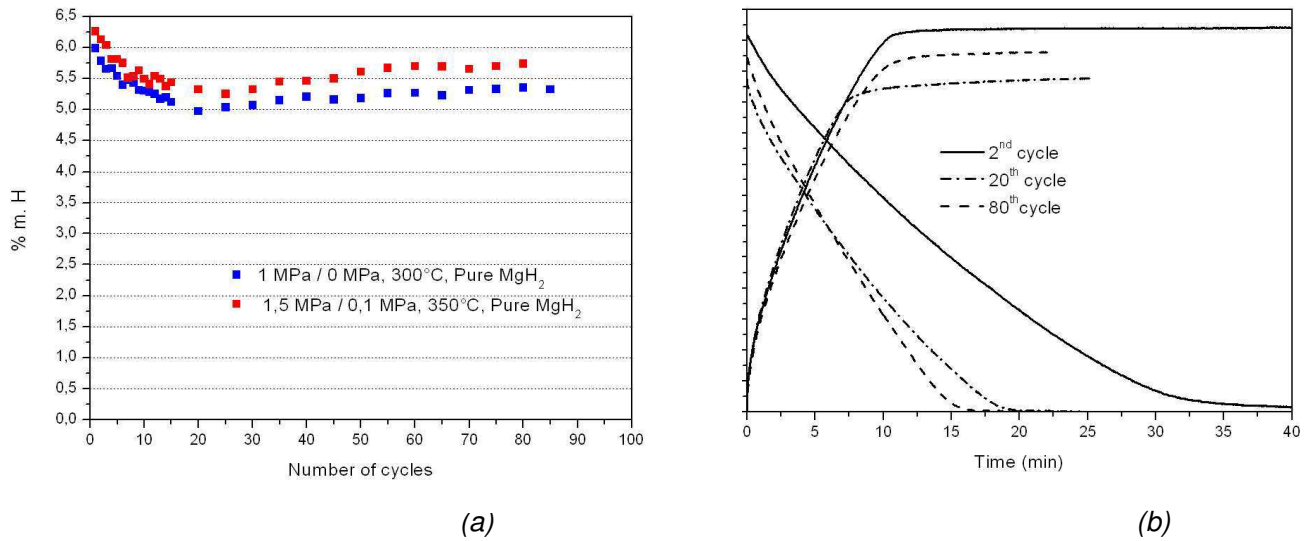 6,5
6,0
5,5
5,0
4,5
4,0
3,5
3,0
2,5
2,0
1,5
1,0
0,5
0,0
% m. H
1 MPa / 0 MPa, 300°C, Pure MgH₂
1,5 MPa / 0,1 MPa, 350°C, Pure MgH₂
0 10 20 30 40 50 60 70 80 90 100
Number of cycles
(a)
2nd cycle
20th cycle
80th cycle
0 5 10 15 20 25 30 35 40
Time (min)
(b)